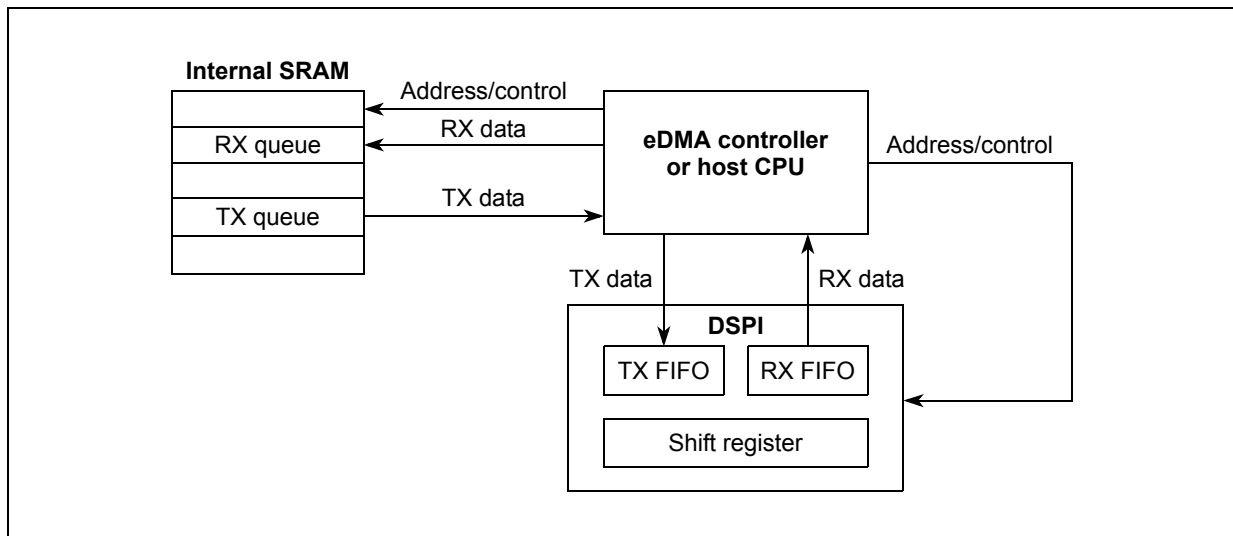 Internal SRAM
Address/control
RX data
RX queue
TX data
TX queue
eDMA controller
or host CPU
Address/control
TX data
RX data
DSPI
TX FIFO
RX FIFO
Shift register